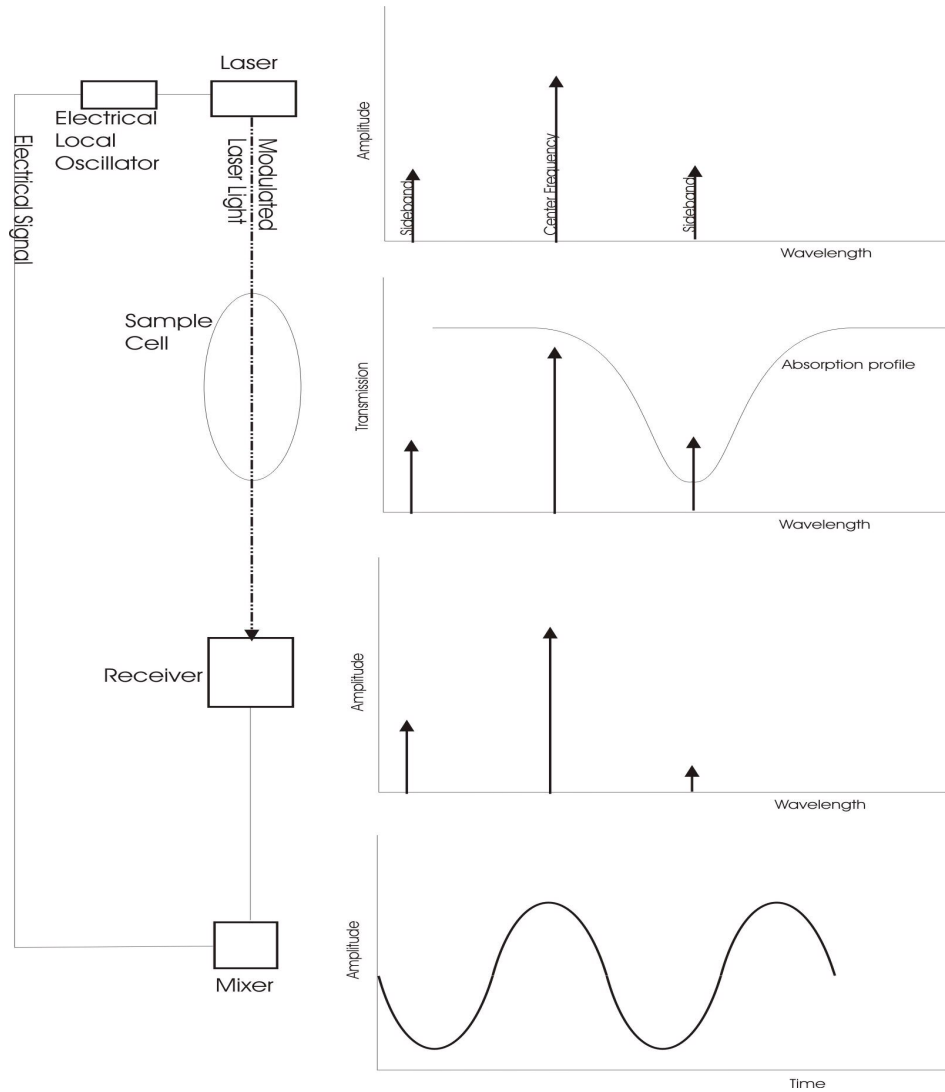 Laser
Electrical
Local
Oscillator
Electrical Signal
Modulated
Laser Light
Sample
Cell
Receiver
Mixer
Amplitude
Sideband
Center Frequency
Sideband
Wavelength
Transmission
Absorption profile
Wavelength
Amplitude
Wavelength
Amplitude
Time